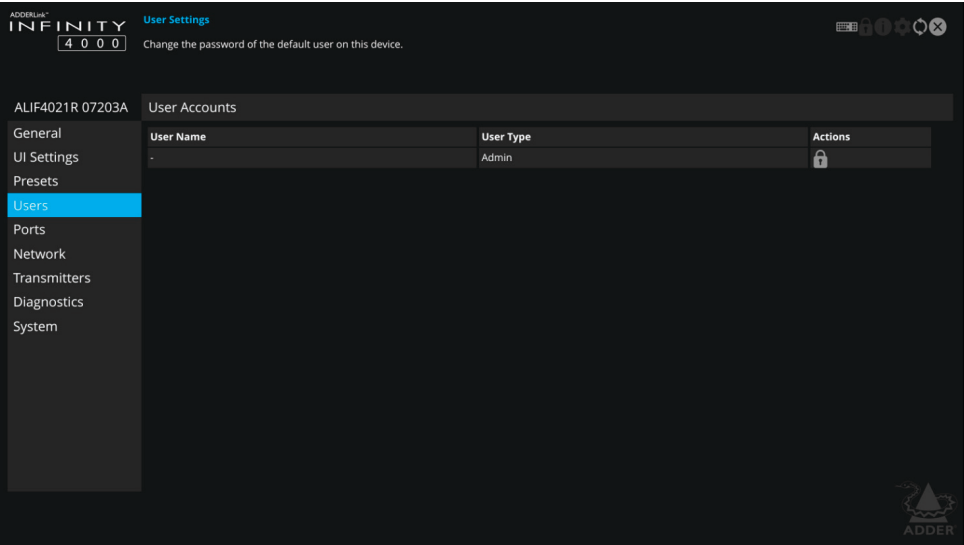 ADDERLink™
INFINITY
4000
User Settings
Change the password of the default user on this device.
ALIF4021R 07203A
User Accounts
General
UI Settings
Presets
Users
Ports
Network
Transmitters
Diagnostics
System
User Name User Type Actions
- Admin
ADDER